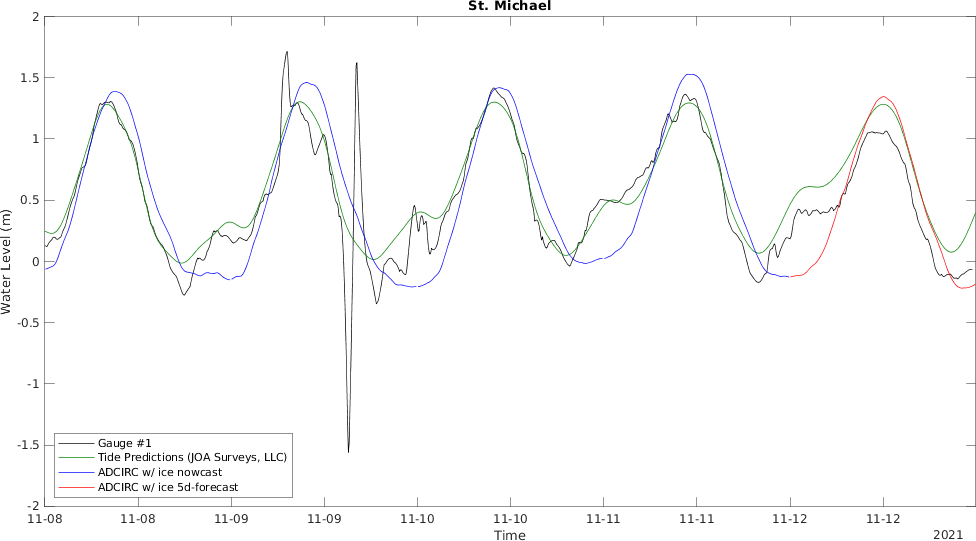 St. Michael
2
1.5
1
0.5
0
-0.5
-1
-1.5
-2
Water Level (m)
Gauge #1
Tide Predictions (JOA Surveys, LLC)
ADCIRC w/ ice nowcast
ADCIRC w/ ice 5d-forecast
11-08 11-08 11-09 11-09 11-10 11-10 11-11 11-11 11-12 11-12
Time
2021